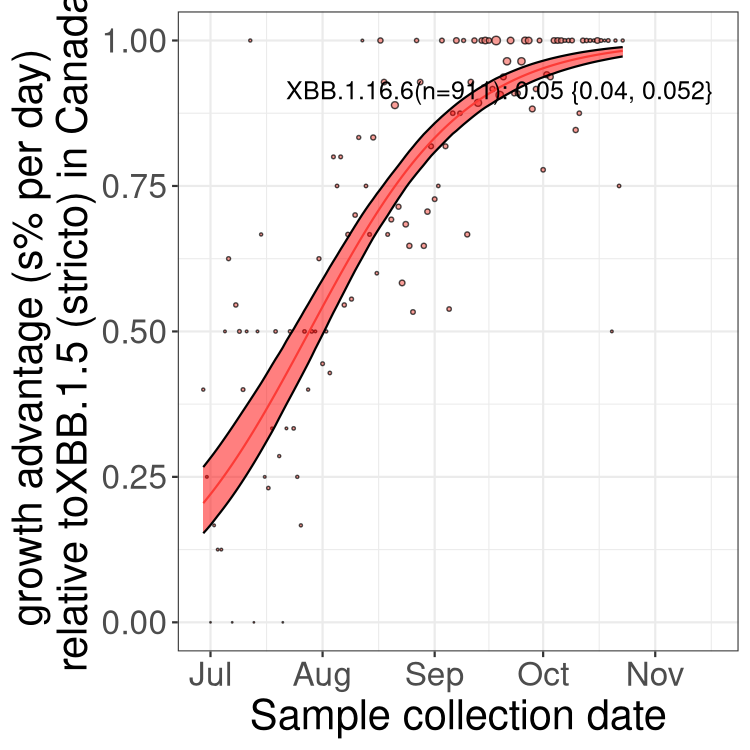 growth advantage (s% per day)
relative toXBB.1.5 (stricto) in Canada
1.00
0.75
0.50
0.25
0.00
XBB.1.16.6(n=911): 0.05 {0.04, 0.052}
Jul Aug Sep Oct Nov
Sample collection date